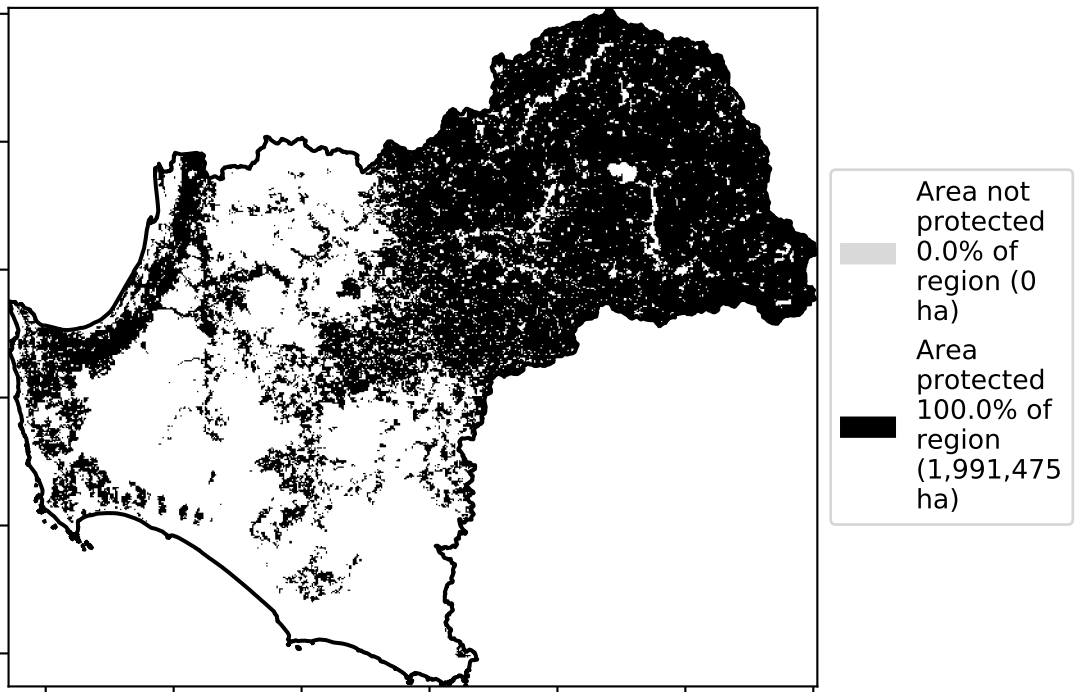 Area not
protected
0.0% of
region (0
ha)
Area
protected
100.0% of
region
(1,991,475
ha)